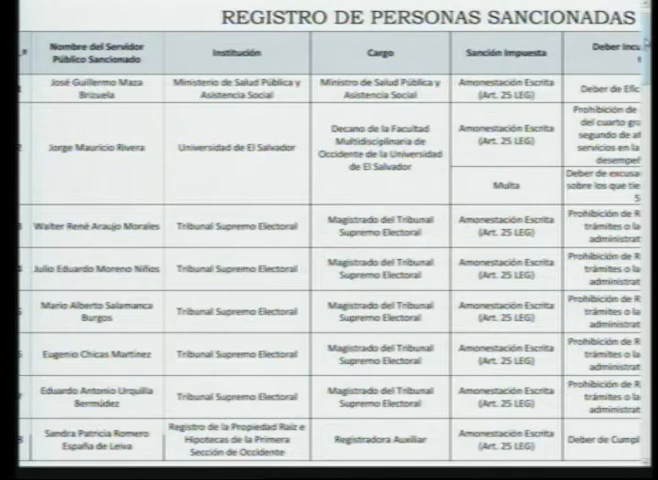 REGISTRO DE PERSONAS SANCIONADAS
Nombre del Servidor
Público Sancionado
Institución
Cargo
Sanción Impuesta
Deber Incu
José Guillermo Maza
Brizuela
Ministerio de Salud Pública y
Asistencia Social
Ministro de Salud Pública y
Asistencia Social
Amonestación Escrita
(Art. 25 LEG)
Deber de Efic
2
Jorge Mauricio Rivera
Universidad de El Salvador
Decano de la Facultad
Multidisciplinaria de
Occidente de la Universidad
de El Salvador
Amonestación Escrita
(Art. 25 LEG)
Prohibición de
del cuarto gra
segundo de af
servicios en la
desempeñ
Multa
Deber de excusa
sobre los que tie
5
Walter René Araujo Morales
Tribunal Supremo Electoral
Magistrado del Tribunal
Supremo Electoral
Amonestación Escrita
(Art. 25 LEG)
Prohibición de R
trámites o la
administrat
Julio Eduardo Moreno Niños
Tribunal Supremo Electoral
Magistrado del Tribunal
Supremo Electoral
Amonestación Escrita
(Art. 25 LEG)
Prohibición de R
trámites o la
administrat
Mario Alberto Salamanca
Burgos
Tribunal Supremo Electoral
Magistrado del Tribunal
Supremo Electoral
Amonestación Escrita
(Art. 25 LEG)
Prohibición de R
trámites o la
administrat
Eugenio Chicas Martínez
Tribunal Supremo Electoral
Magistrado del Tribunal
Supremo Electoral
Amonestación Escrita
(Art. 25 LEG)
Prohibición de R
trámites o la
administrat
Eduardo Antonio Urquilla
Bermúdez
Tribunal Supremo Electoral
Magistrado del Tribunal
Supremo Electoral
Amonestación Escrita
(Art. 25 LEG)
Prohibición de R
trámites o la
administrat
8
Sandra Patricia Romero
España de Leiva
Registro de la Propiedad Raíz e
Hipotecas de la Primera
Sección de Occidente
Registradora Auxiliar
Amonestación Escrita
(Art. 25 LEG)
Deber de Cumpl